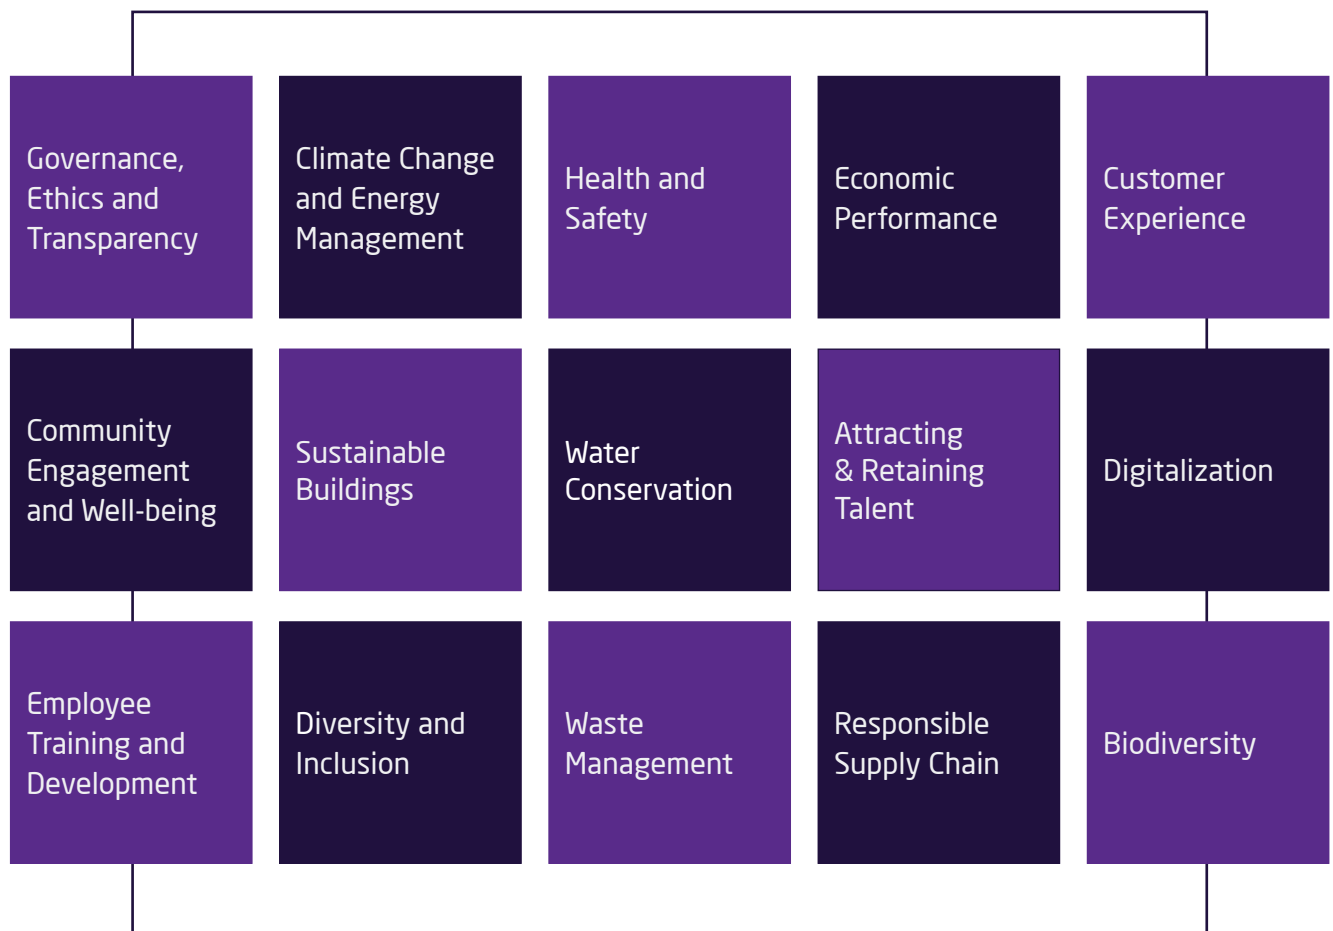 Governance,
Ethics and
Transparency
Climate Change
and Energy
Management
Health and
Safety
Economic
Performance
Customer
Experience
Community
Engagement
and Well-being
Sustainable
Buildings
Water
Conservation
Attracting
& Retaining
Talent
Digitalization
Employee
Training and
Development
Diversity and
Inclusion
Waste
Management
Responsible
Supply Chain
Biodiversity